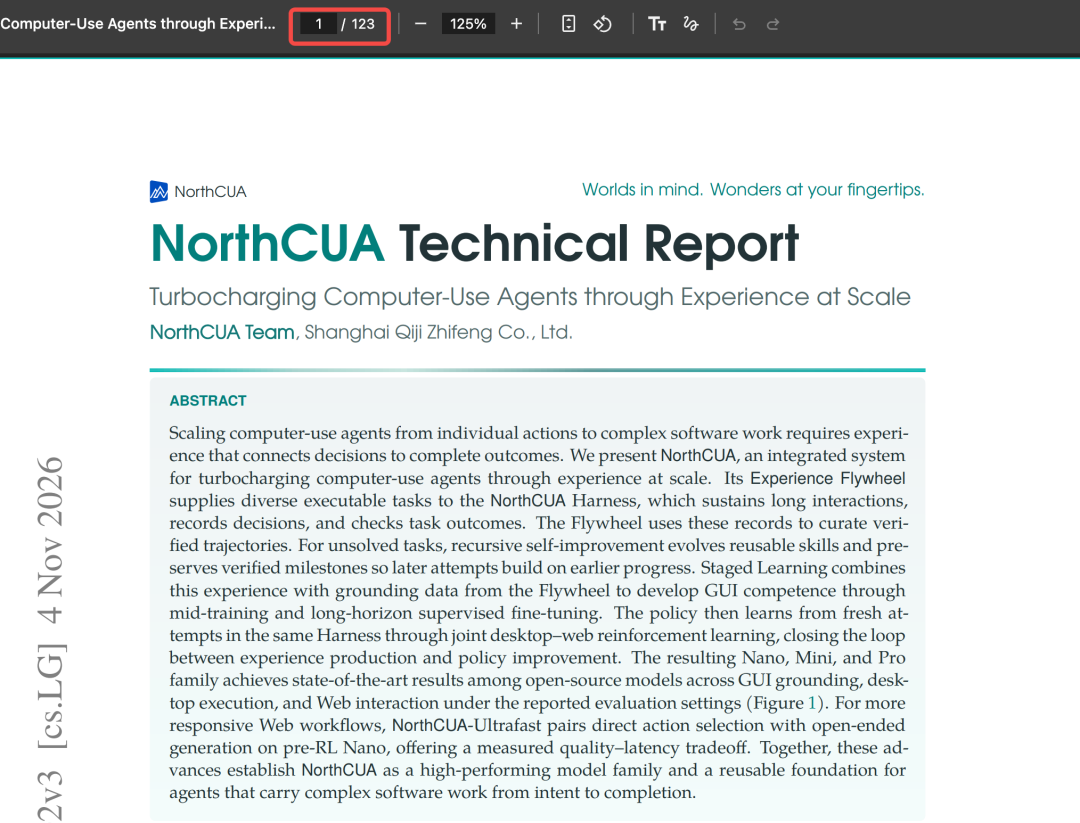 Computer-Use Agents through Experi...
1 / 123
125%
NorthCUA
Worlds in mind. Wonders at your fingertips.
NorthCUA Technical Report
Turbocharging Computer-Use Agents through Experience at Scale
NorthCUA Team, Shanghai Qiji Zhifeng Co., Ltd.
ABSTRACT
Scaling computer-use agents from individual actions to complex software work requires experi-
ence that connects decisions to complete outcomes. We present NorthCUA, an integrated system
for turbocharging computer-use agents through experience at scale. Its Experience Flywheel
supplies diverse executable tasks to the NorthCUA Harness, which sustains long interactions,
records decisions, and checks task outcomes. The Flywheel uses these records to curate veri-
fied trajectories. For unsolved tasks, recursive self-improvement evolves reusable skills and pre-
serves verified milestones so later attempts build on earlier progress. Staged Learning combines
this experience with grounding data from the Flywheel to develop GUI competence through
mid-training and long-horizon supervised fine-tuning. The policy then learns from fresh at-
tempts in the same Harness through joint desktop–web reinforcement learning, closing the loop
between experience production and policy improvement. The resulting Nano, Mini, and Pro
family achieves state-of-the-art results among open-source models across GUI grounding, desk-
top execution, and Web interaction under the reported evaluation settings (Figure 1). For more
responsive Web workflows, NorthCUA-Ultrafast pairs direct action selection with open-ended
generation on pre-RL Nano, offering a measured quality–latency tradeoff. Together, these ad-
vances establish NorthCUA as a high-performing model family and a reusable foundation for
agents that carry complex software work from intent to completion.
2v3 [cs.LG] 4 Nov 2026